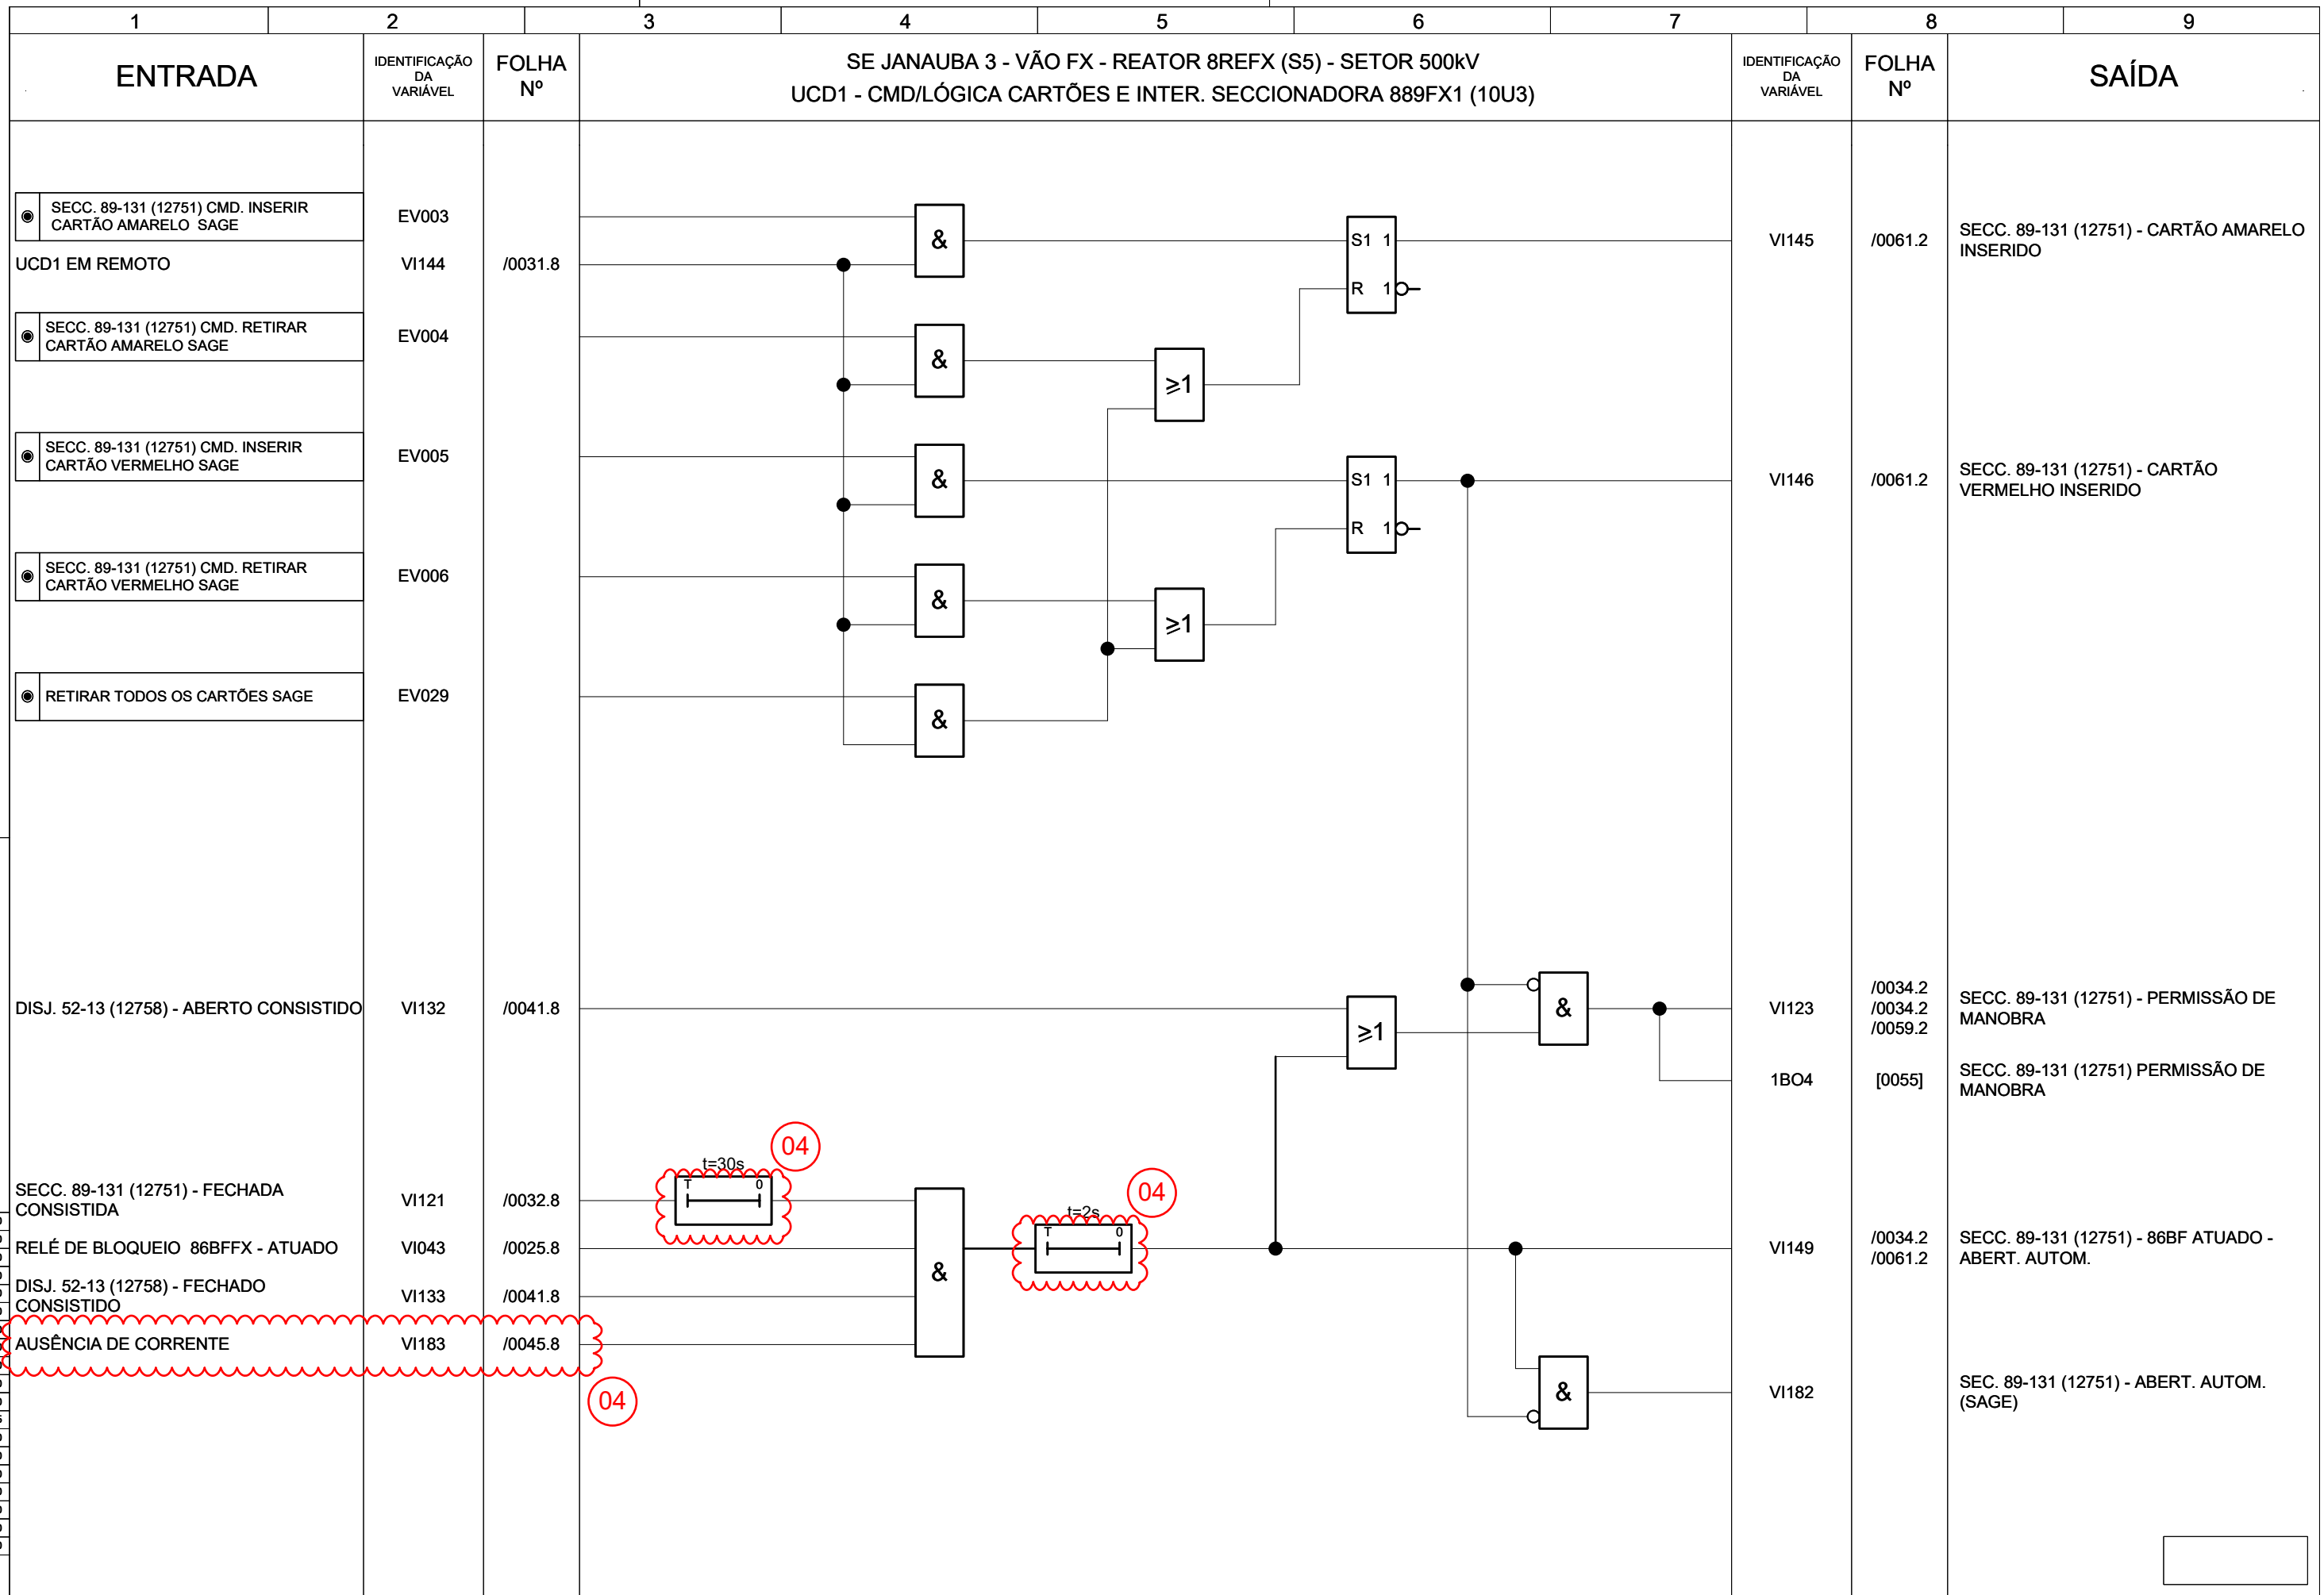 1 2 3 4 5 6 7 8 9
ENTRADA
IDENTIFICAÇÃO
DA
VARIÁVEL
FOLHA
Nº
SE JANAUBA 3 - VÃO FX - REATOR 8REFX (S5) - SETOR 500kV
UCD1 - CMD/LÓGICA CARTÕES E INTER. SECCIONADORA 889FX1 (10U3)
IDENTIFICAÇÃO
DA
VARIÁVEL
FOLHA
Nº
SAÍDA
SECC. 89-131 (12751) CMD. INSERIR
CARTÃO AMARELO SAGE
EV003
&
S1 1
R 1
VI145
/0061.2
SECC. 89-131 (12751) - CARTÃO AMARELO
INSERIDO
UCD1 EM REMOTO
VI144
/0031.8
SECC. 89-131 (12751) CMD. RETIRAR
CARTÃO AMARELO SAGE
EV004
&
≥1
SECC. 89-131 (12751) CMD. INSERIR
CARTÃO VERMELHO SAGE
EV005
&
S1 1
R 1
VI146
/0061.2
SECC. 89-131 (12751) - CARTÃO
VERMELHO INSERIDO
SECC. 89-131 (12751) CMD. RETIRAR
CARTÃO VERMELHO SAGE
EV006
&
≥1
RETIRAR TODOS OS CARTÕES SAGE
EV029
&
DISJ. 52-13 (12758) - ABERTO CONSISTIDO
VI132
/0041.8
≥1
&
VI123
/0034.2
/0034.2
/0059.2
SECC. 89-131 (12751) - PERMISSÃO DE
MANOBRA
1BO4
[0055]
SECC. 89-131 (12751) PERMISSÃO DE
MANOBRA
04
t=30s
T 0
SECC. 89-131 (12751) - FECHADA
CONSISTIDA
VI121
/0032.8
04
t=2s
T 0
RELÉ DE BLOQUEIO 86BFFX - ATUADO
VI043
/0025.8
&
VI149
/0034.2
/0061.2
SECC. 89-131 (12751) - 86BF ATUADO -
ABERT. AUTOM.
DISJ. 52-13 (12758) - FECHADO
CONSISTIDO
VI133
/0041.8
AUSÊNCIA DE CORRENTE
VI183
/0045.8
04
&
VI182
SEC. 89-131 (12751) - ABERT. AUTOM.
(SAGE)